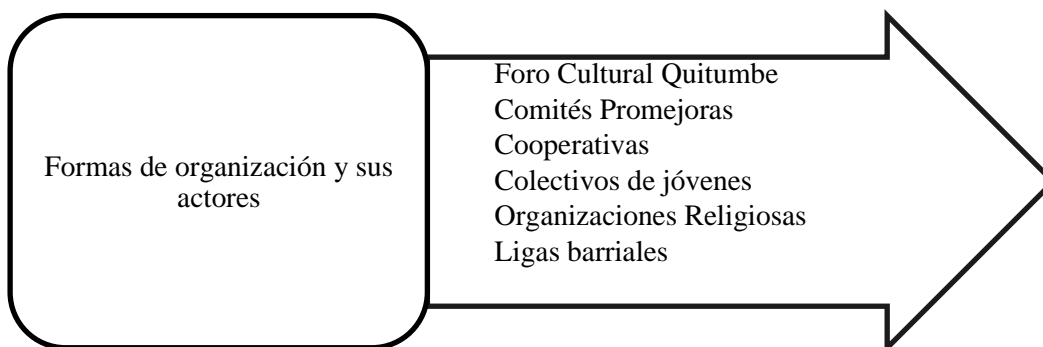 Formas de organización y sus
actores
Foro Cultural Quitumbe
Comités Promejoras
Cooperativas
Colectivos de jóvenes
Organizaciones Religiosas
Ligas barriales